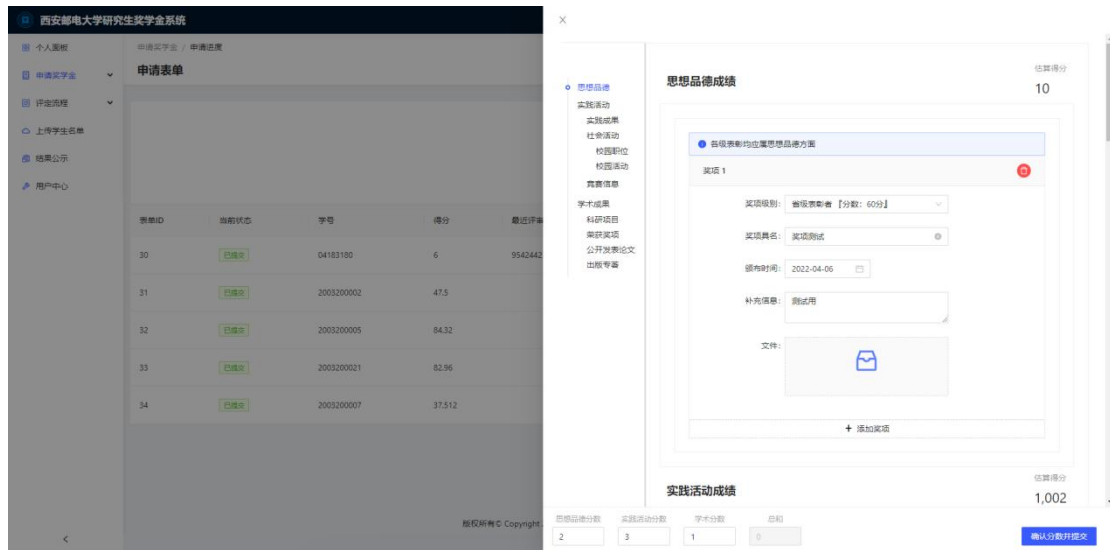 西安邮电大学研究生奖学金系统
个人面板
申请奖学金
评定流程
上传学生名单
结果公示
用户中心
申请奖学金 / 申请进度
申请表单
表单ID 当前状态 学号 得分 最近评审
30 已提交 04183180 6 9542442
31 已提交 2003200002 47.5
32 已提交 2003200005 84.32
33 已提交 2003200021 82.96
34 已提交 2003200007 37.512
版权所有© Copyright
思想品德
实践活动
实践成果
社会活动
校园职位
校园活动
竞赛信息
学术成果
科研项目
荣获奖项
公开发表论文
出版专著
思想品德成绩
估算得分
10
各级表彰均应属思想品德方面
奖项 1
奖项级别: 省级表彰者『分数: 60分』
奖项具名: 奖项测试
颁布时间: 2022-04-06
补充信息: 测试用
文件:
+ 添加奖项
实践活动成绩
估算得分
1,002
思想品德分数 实践活动分数 学术分数 总和
2 3 1 0
确认分数并提交